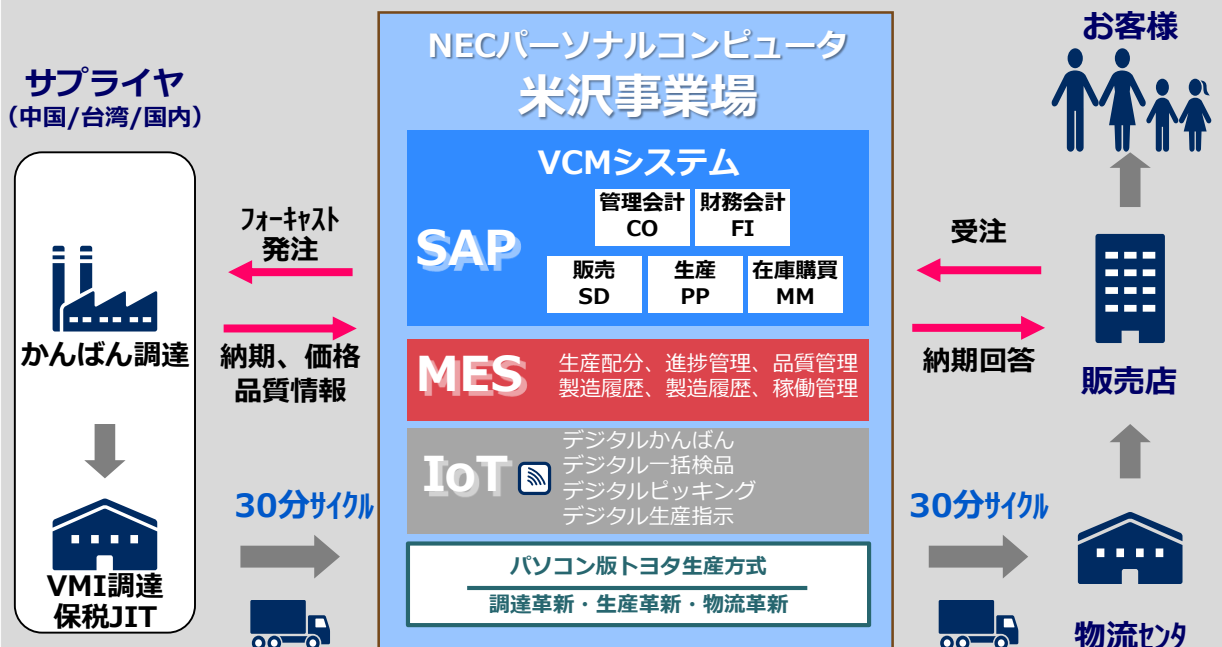 サプライヤ
（中国/台湾/国内）
かんばん調達
VMI調達
保税JIT
ﾌｫｰｷｬｽﾄ
発注
納期、価格
品質情報
30分ｻｲｸﾙ
NECパーソナルコンピュータ
米沢事業場
VCMシステム
SAP
管理会計
CO
財務会計
FI
販売
SD
生産
PP
在庫購買
MM
MES
生産配分、進捗管理、品質管理
製造履歴、製造履歴、稼働管理
IoT
デジタルかんばん
デジタル一括検品
デジタルピッキング
デジタル生産指示
パソコン版トヨタ生産方式
調達革新・生産革新・物流革新
受注
納期回答
30分ｻｲｸﾙ
お客様
販売店
物流ｾﾝﾀ